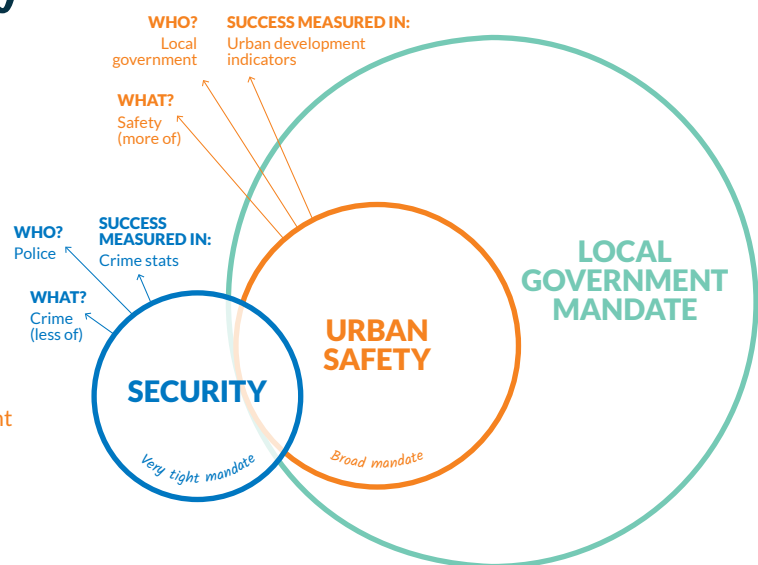 WHO?
Local
government
SUCCESS MEASURED IN:
Urban development
indicators
WHAT?
Safety
(more of)
WHO?
Police
SUCCESS
MEASURED IN:
Crime stats
WHAT?
Crime
(less of)
LOCAL
GOVERNMENT
MANDATE
URBAN
SAFETY
SECURITY
Very tight mandate
Broad mandate